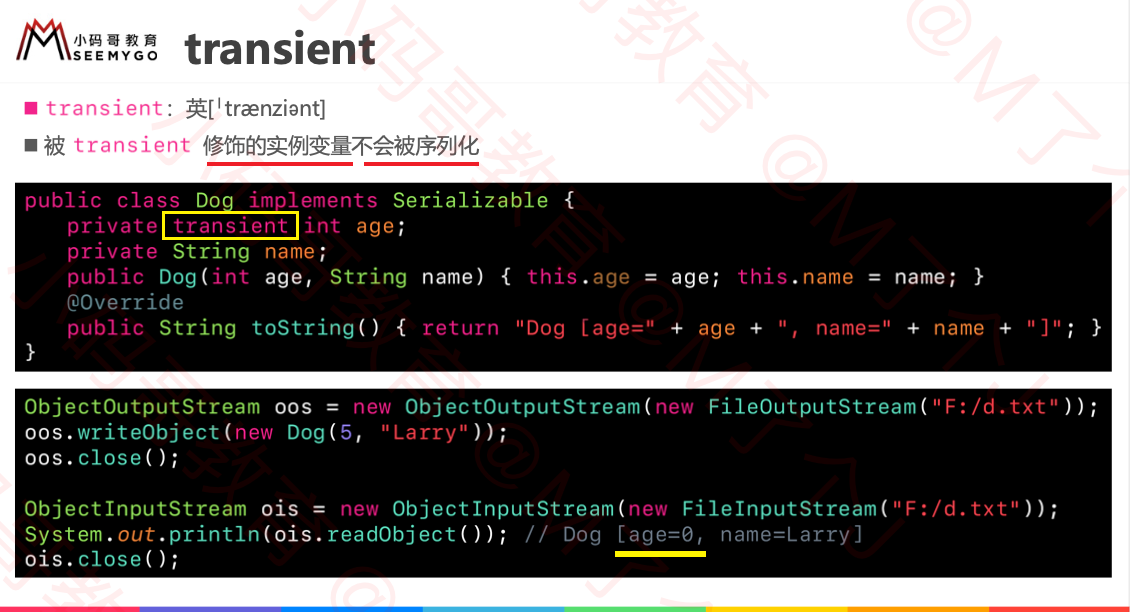 小码哥教育
SEEMYGO
transient
transient：英[ˈtrænziənt]
被 transient 修饰的实例变量不会被序列化
public class Dog implements Serializable {
    private transient int age;
    private String name;
    public Dog(int age, String name) { this.age = age; this.name = name; }
    @Override
    public String toString() { return "Dog [age=" + age + ", name=" + name + "]"; }
}
ObjectOutputStream oos = new ObjectOutputStream(new FileOutputStream("F:/d.txt"));
oos.writeObject(new Dog(5, "Larry"));
oos.close();
ObjectInputStream ois = new ObjectInputStream(new FileInputStream("F:/d.txt"));
System.out.println(ois.readObject()); // Dog [age=0, name=Larry]
ois.close();